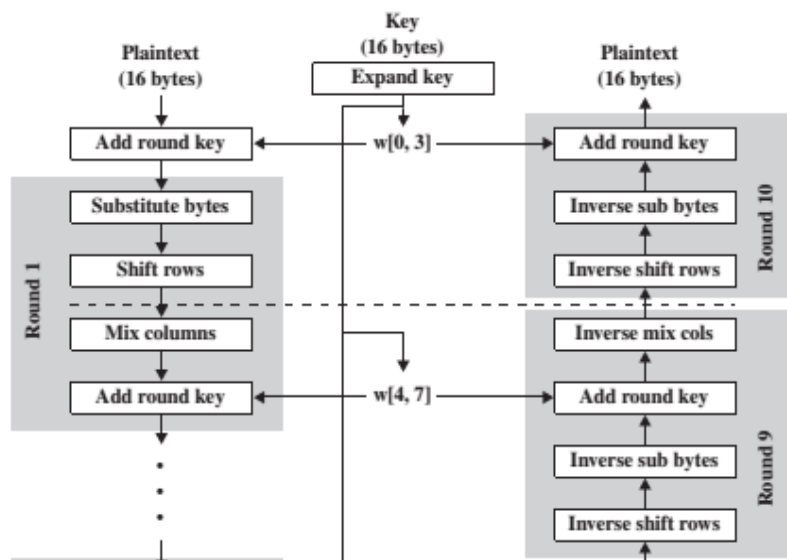 Key
(16 bytes)
Plaintext
(16 bytes)
Plaintext
(16 bytes)
Expand key
Add round key
w[0, 3]
Add round key
Round 1
Substitute bytes
Shift rows
Mix columns
Add round key
w[4, 7]
Inverse sub bytes
Inverse shift rows
Round 10
Inverse mix cols
Add round key
Inverse sub bytes
Inverse shift rows
Round 9